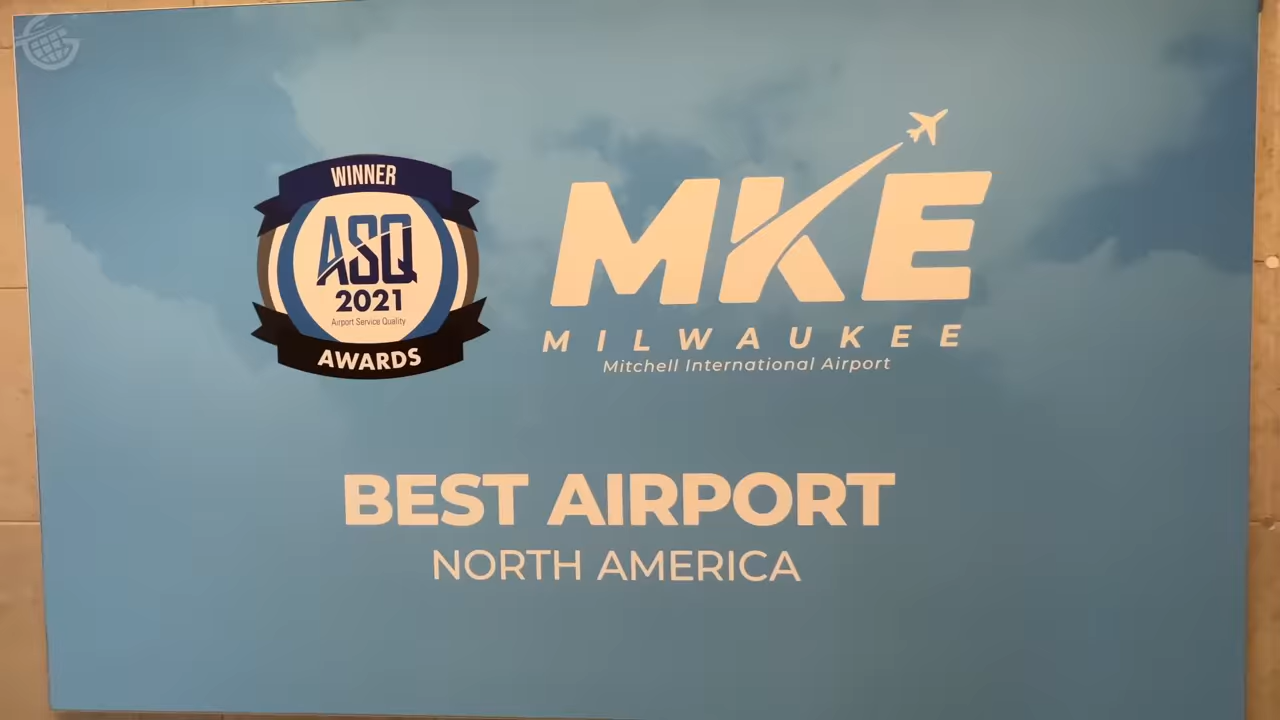 WINNER
ASQ
2021
Airport Service Quality
AWARDS
MKE
MILWAUKEE
Mitchell International Airport
BEST AIRPORT
NORTH AMERICA